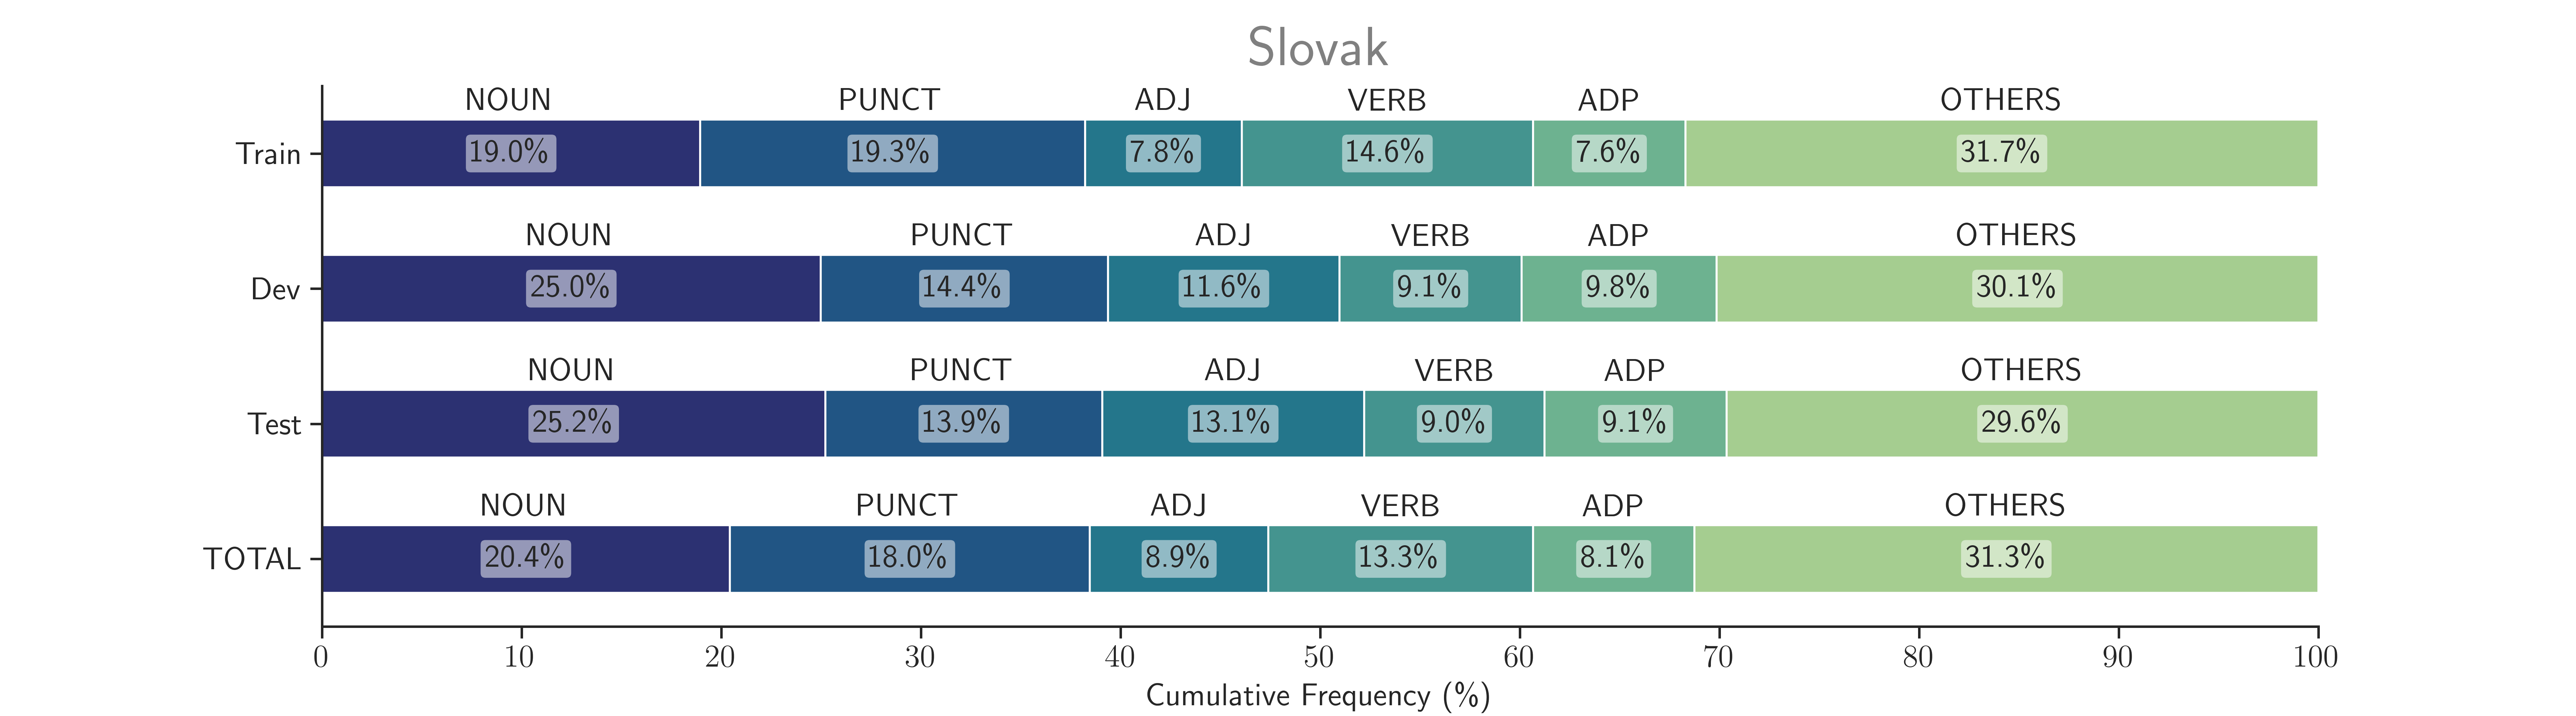 Slovak
NOUN PUNCT ADJ VERB ADP OTHERS
Train 19.0% 19.3% 7.8% 14.6% 7.6% 31.7%
NOUN PUNCT ADJ VERB ADP OTHERS
Dev 25.0% 14.4% 11.6% 9.1% 9.8% 30.1%
NOUN PUNCT ADJ VERB ADP OTHERS
Test 25.2% 13.9% 13.1% 9.0% 9.1% 29.6%
NOUN PUNCT ADJ VERB ADP OTHERS
TOTAL 20.4% 18.0% 8.9% 13.3% 8.1% 31.3%
0 10 20 30 40 50 60 70 80 90 100
Cumulative Frequency (%)